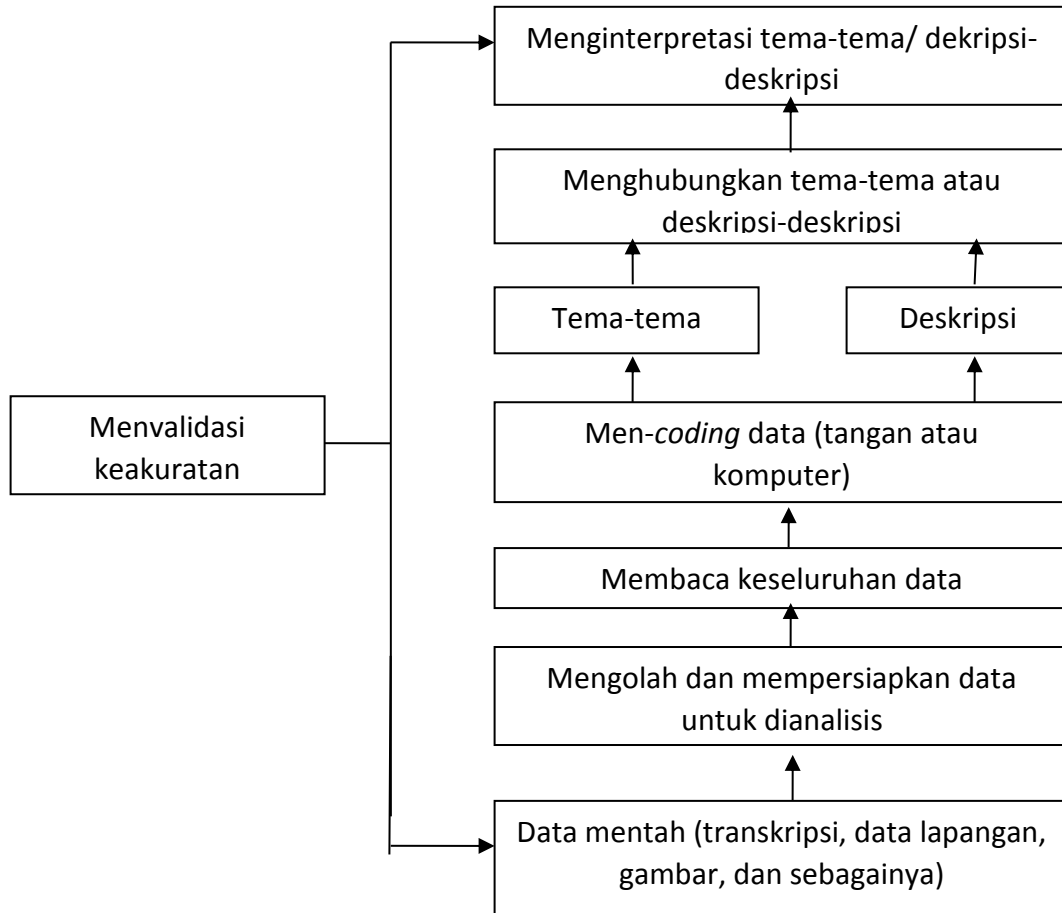 Menginterpretasi tema-tema/ dekripsi-
deskripsi
Menghubungkan tema-tema atau
deskripsi-deskripsi
Tema-tema
Deskripsi
Menvalidasi
keakuratan
Men-coding data (tangan atau
komputer)
Membaca keseluruhan data
Mengolah dan mempersiapkan data
untuk dianalisis
Data mentah (transkripsi, data lapangan,
gambar, dan sebagainya)